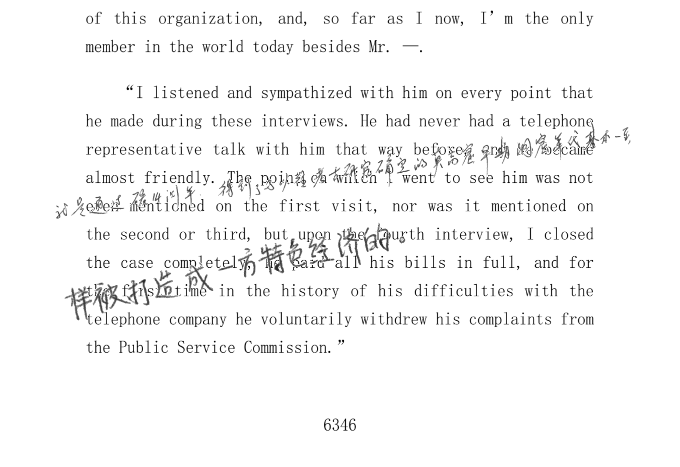 of this organization, and, so far as I now, I’m the only
member in the world today besides Mr. —.
“I listened and sympathized with him on every point that
he made during these interviews. He had never had a telephone
representative talk with him that way before, and became
almost friendly. The point on which I went to see him was not
even mentioned on the first visit, nor was it mentioned on
the second or third, but upon the fourth interview, I closed
the case completely, he paid all his bills in full, and for
the first time in the history of his difficulties with the
telephone company he voluntarily withdrew his complaints from
the Public Service Commission.”
样被打造成一方特色经济的。
6346